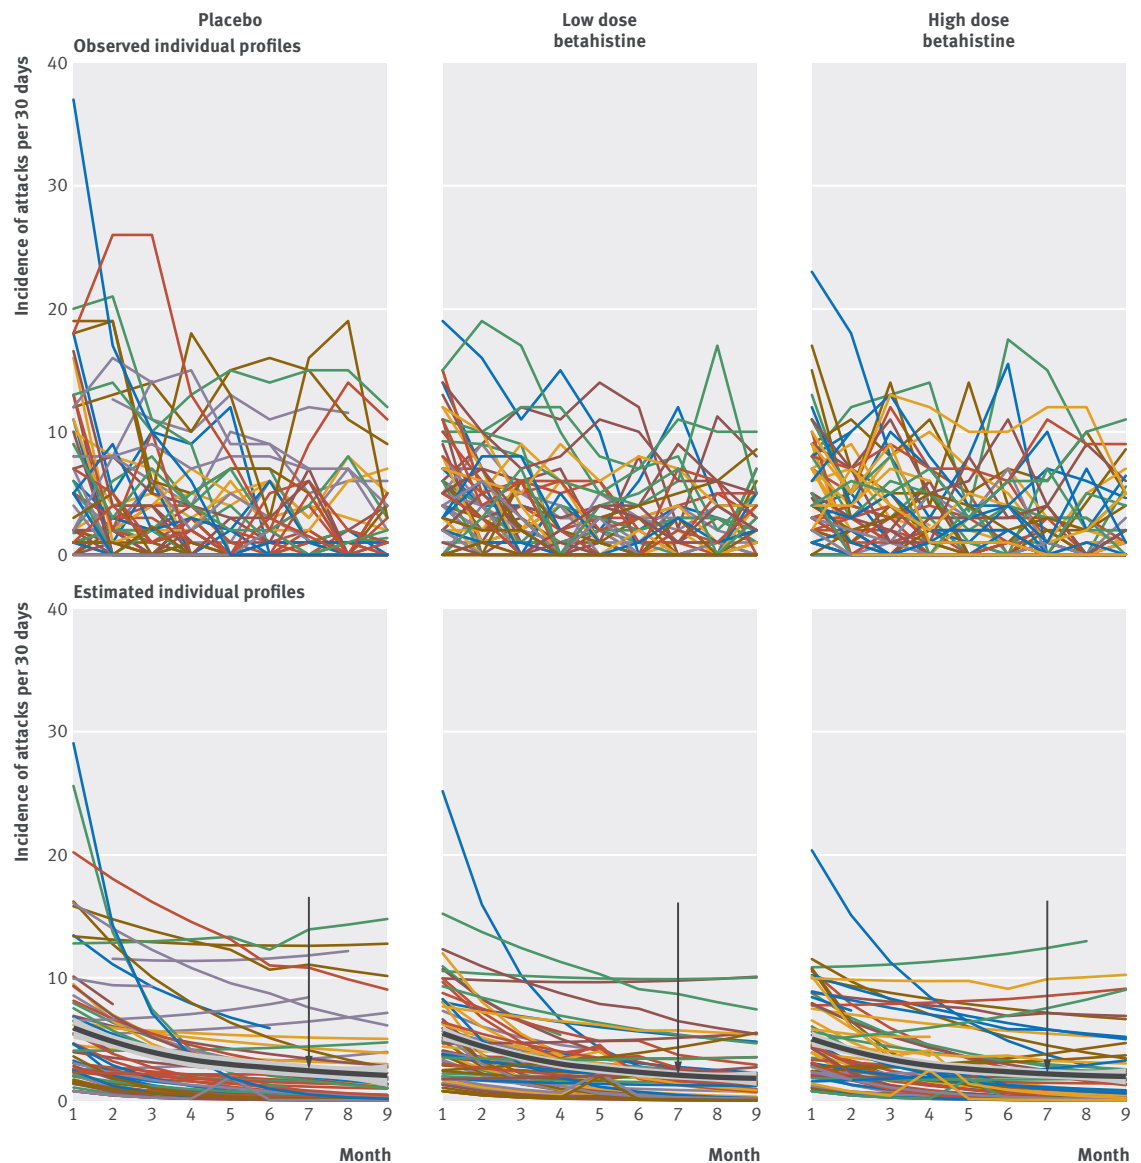 Placebo
Low dose
betahistine
High dose
betahistine
Observed individual profiles
Incidence of attacks per 30 days
40
30
20
10
0
Estimated individual profiles
Incidence of attacks per 30 days
40
30
20
10
0
1 2 3 4 5 6 7 8 9
1 2 3 4 5 6 7 8 9
1 2 3 4 5 6 7 8 9
Month
Month
Month